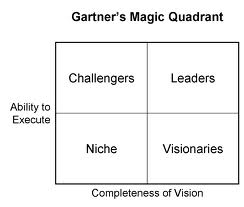 Gartner's Magic Quadrant
Challengers
Leaders
Ability to
Execute
Niche
Visionaries
Completeness of Vision